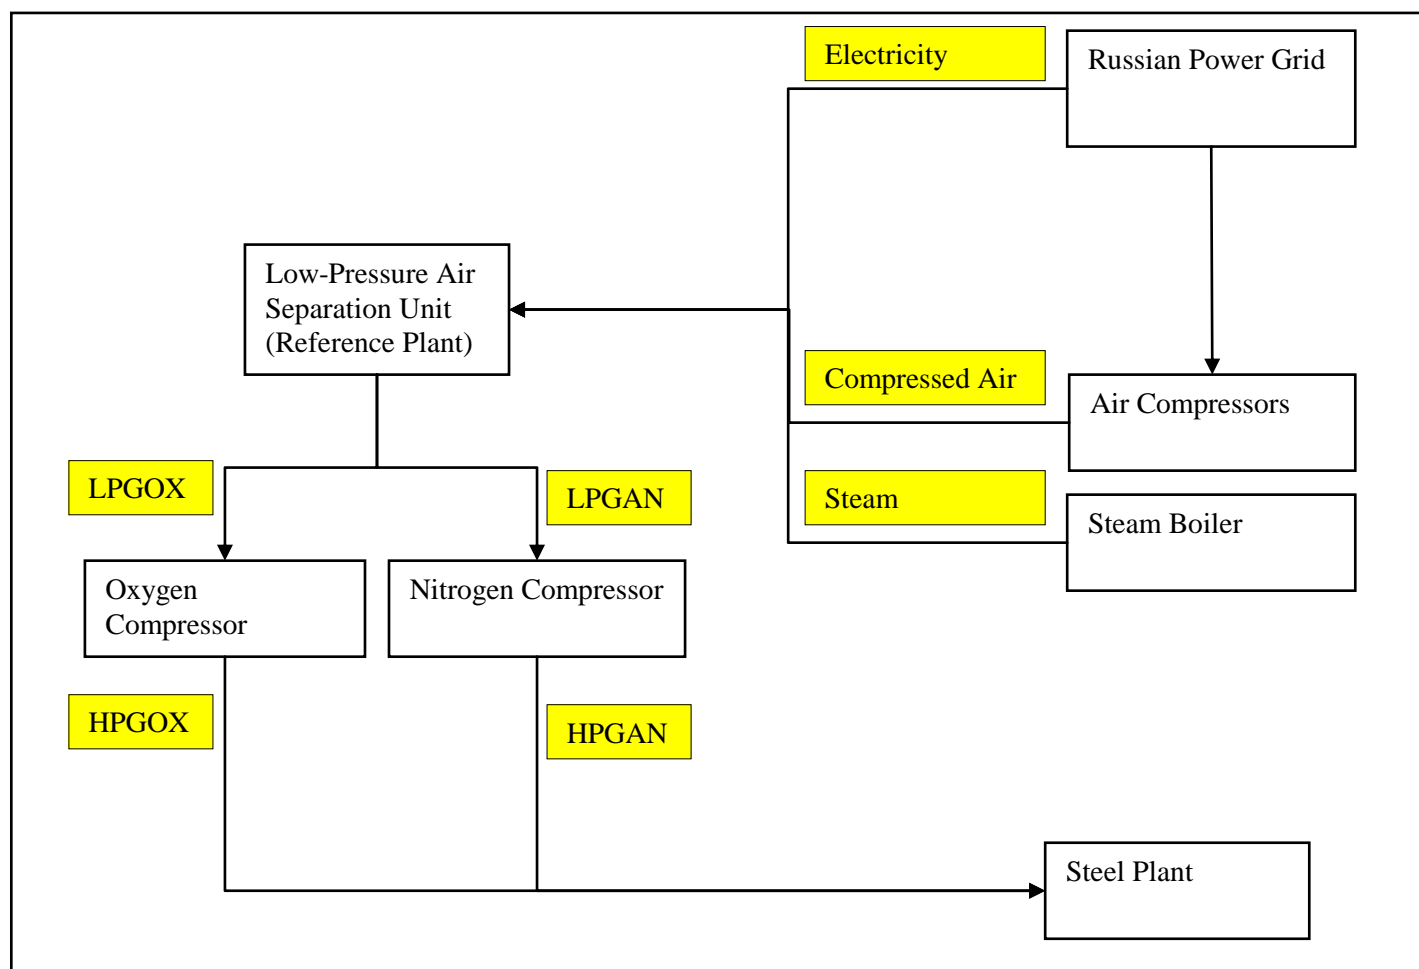 Electricity
Russian Power Grid
Low-Pressure Air
Separation Unit
(Reference Plant)
Compressed Air
Air Compressors
LPGOX
LPGAN
Steam
Steam Boiler
Oxygen
Compressor
Nitrogen Compressor
HPGOX
HPGAN
Steel Plant